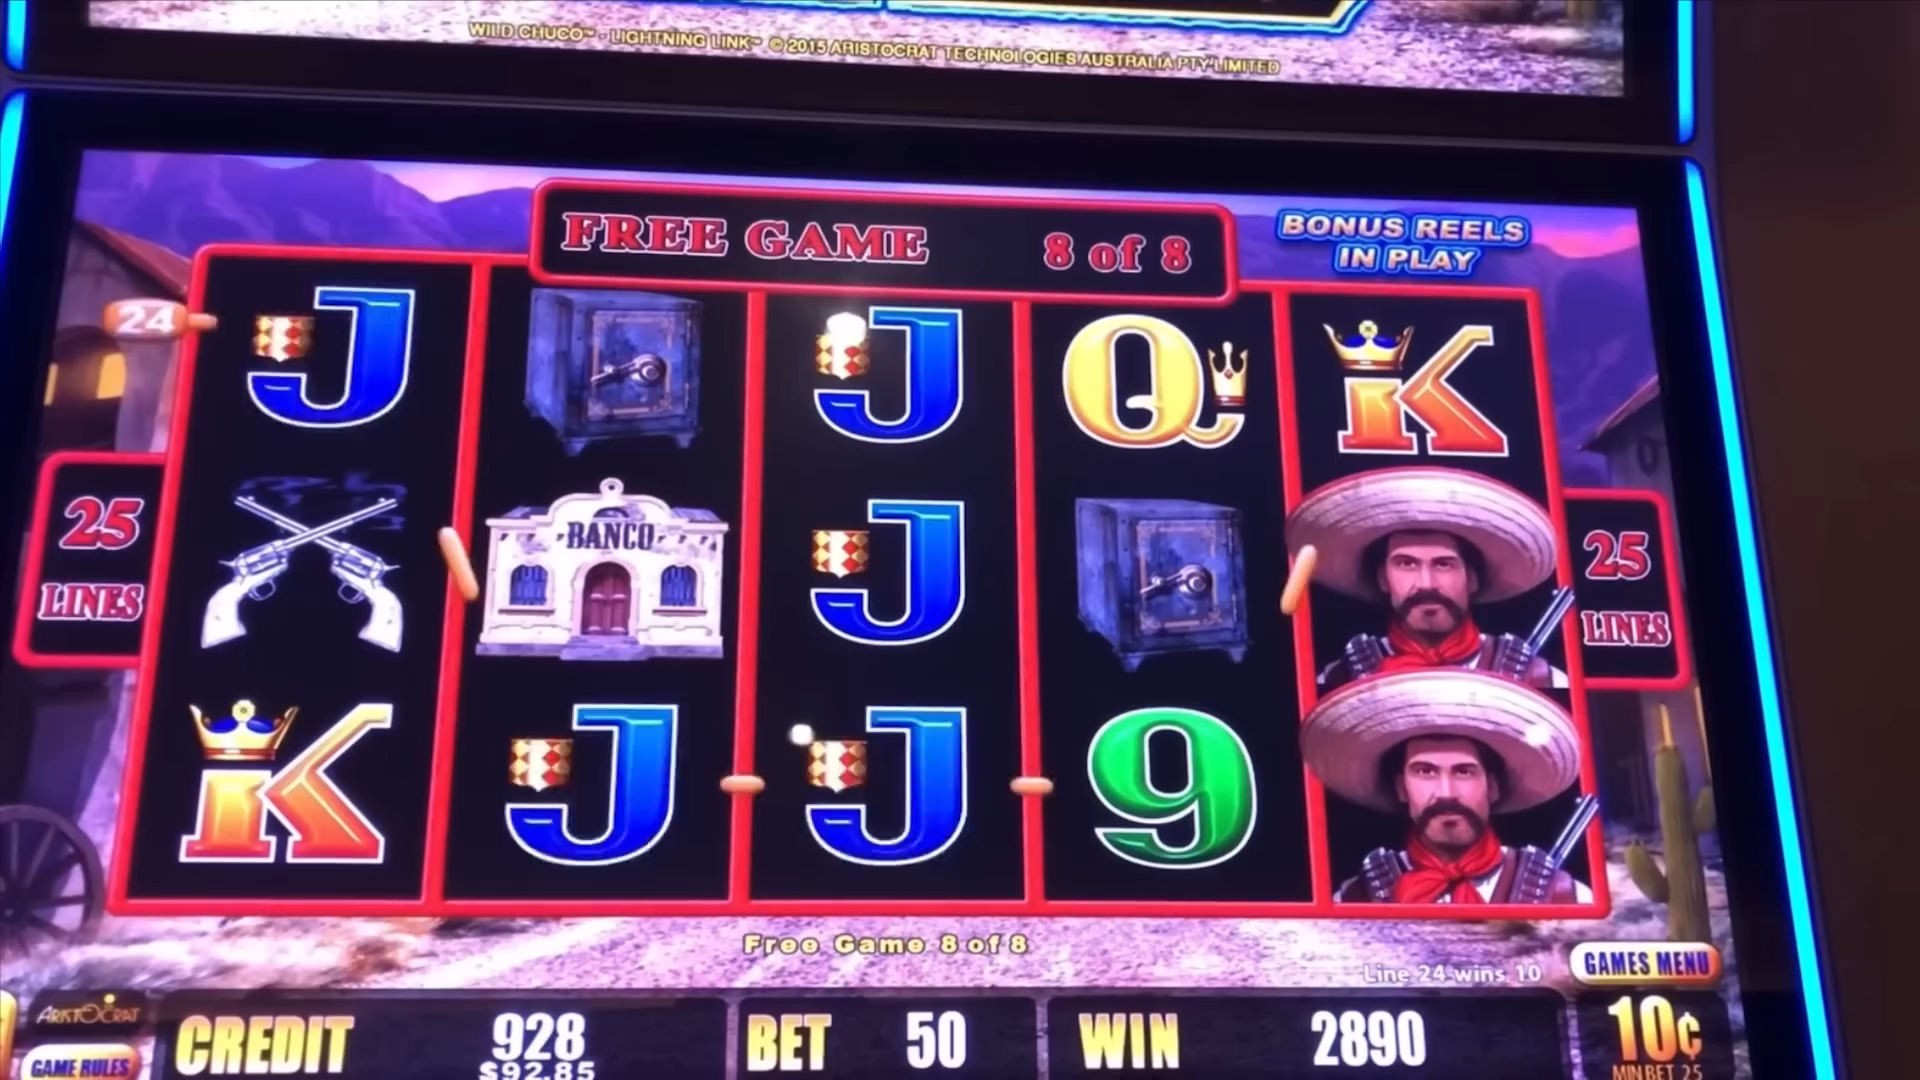 WILD CHUCO™ - LIGHTNING LINK™ © 2015 ARISTOCRAT TECHNOLOGIES AUSTRALIA PTY LIMITED
FREE GAME 8 of 8
BONUS REELS
IN PLAY
24
J
J
Q
K
25
LINES
BANCO
J
25
LINES
K
J
J
9
Free Game 8 of 8
Line 24 wins 10
GAMES MENU
ARISTOCRAT
GAME RULES
CREDIT
928
$92.85
BET 50
WIN 2890
10¢
MIN BET 25